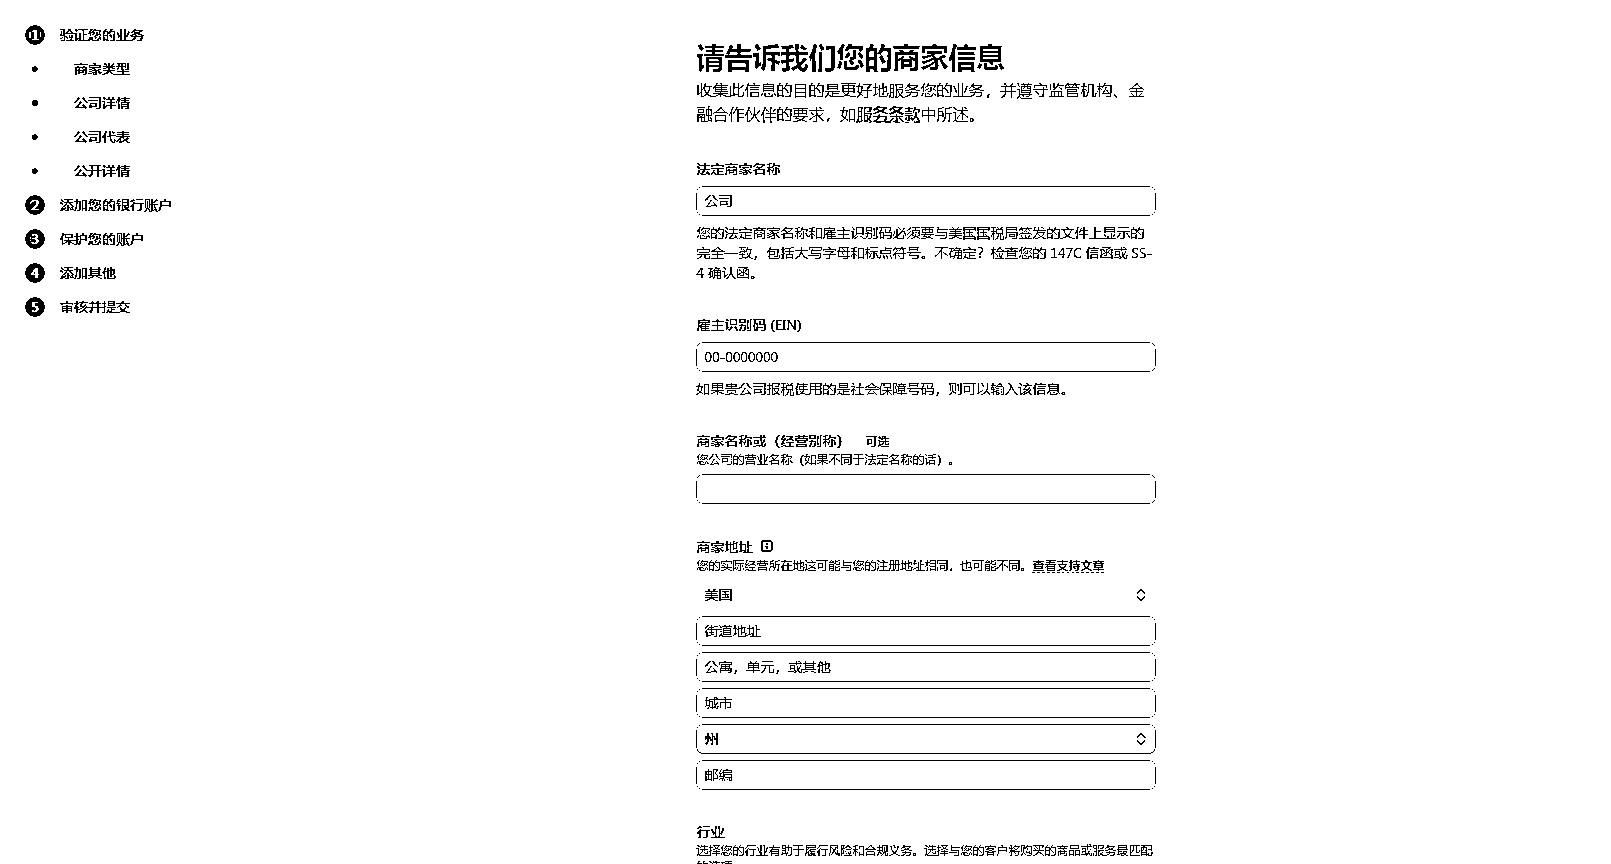 1 验证您的业务
• 商家类型
• 公司详情
• 公司代表
• 公开详情
2 添加您的银行账户
3 保护您的账户
4 添加其他
5 审核并提交
请告诉我们您的商家信息
收集此信息的目的是更好地服务您的业务，并遵守监管机构、金
融合作伙伴的要求，如服务条款中所述。
法定商家名称
公司
您的法定商家名称和雇主识别码必须要与美国国税局签发的文件上显示的
完全一致，包括大写字母和标点符号。不确定？检查您的 147C 信函或 SS-
4 确认函。
雇主识别码 (EIN)
00-0000000
如果贵公司报税使用的是社会保障号码，则可以输入该信息。
商家名称或（经营别称） 可选
您公司的营业名称（如果不同于法定名称的话）。
商家地址
您的实际经营所在地这可能与您的注册地址相同，也可能不同。查看支持文章
美国
街道地址
公寓，单元，或其他
城市
州
邮编
行业
选择您的行业有助于履行风险和合规义务。选择与您的客户将购买的商品或服务最匹配